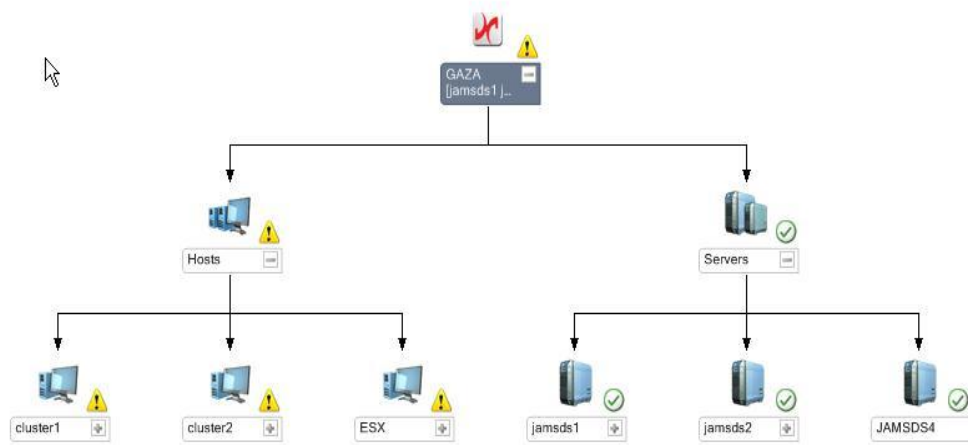 GAZA
[jamsds1 j...
Hosts
Servers
cluster1
cluster2
ESX
jamsds1
jamsds2
JAMSDS4